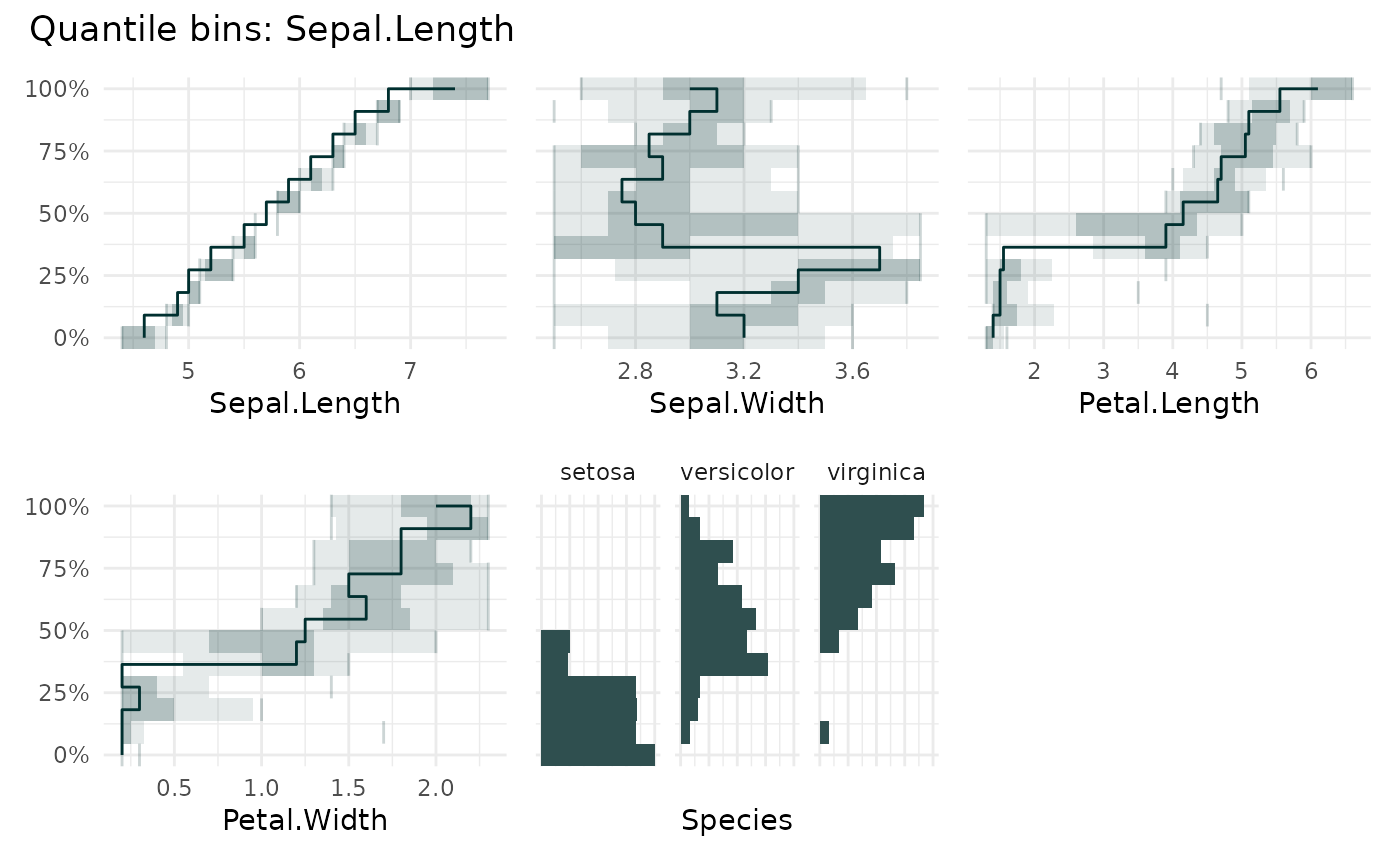 Quantile bins: Sepal.Length
100%
75%
50%
25%
0%
5 6 7
2.8 3.2 3.6
2 3 4 5 6
Sepal.Length Sepal.Width Petal.Length
setosa versicolor virginica
100%
75%
50%
25%
0%
0.5 1.0 1.5 2.0
Petal.Width Species